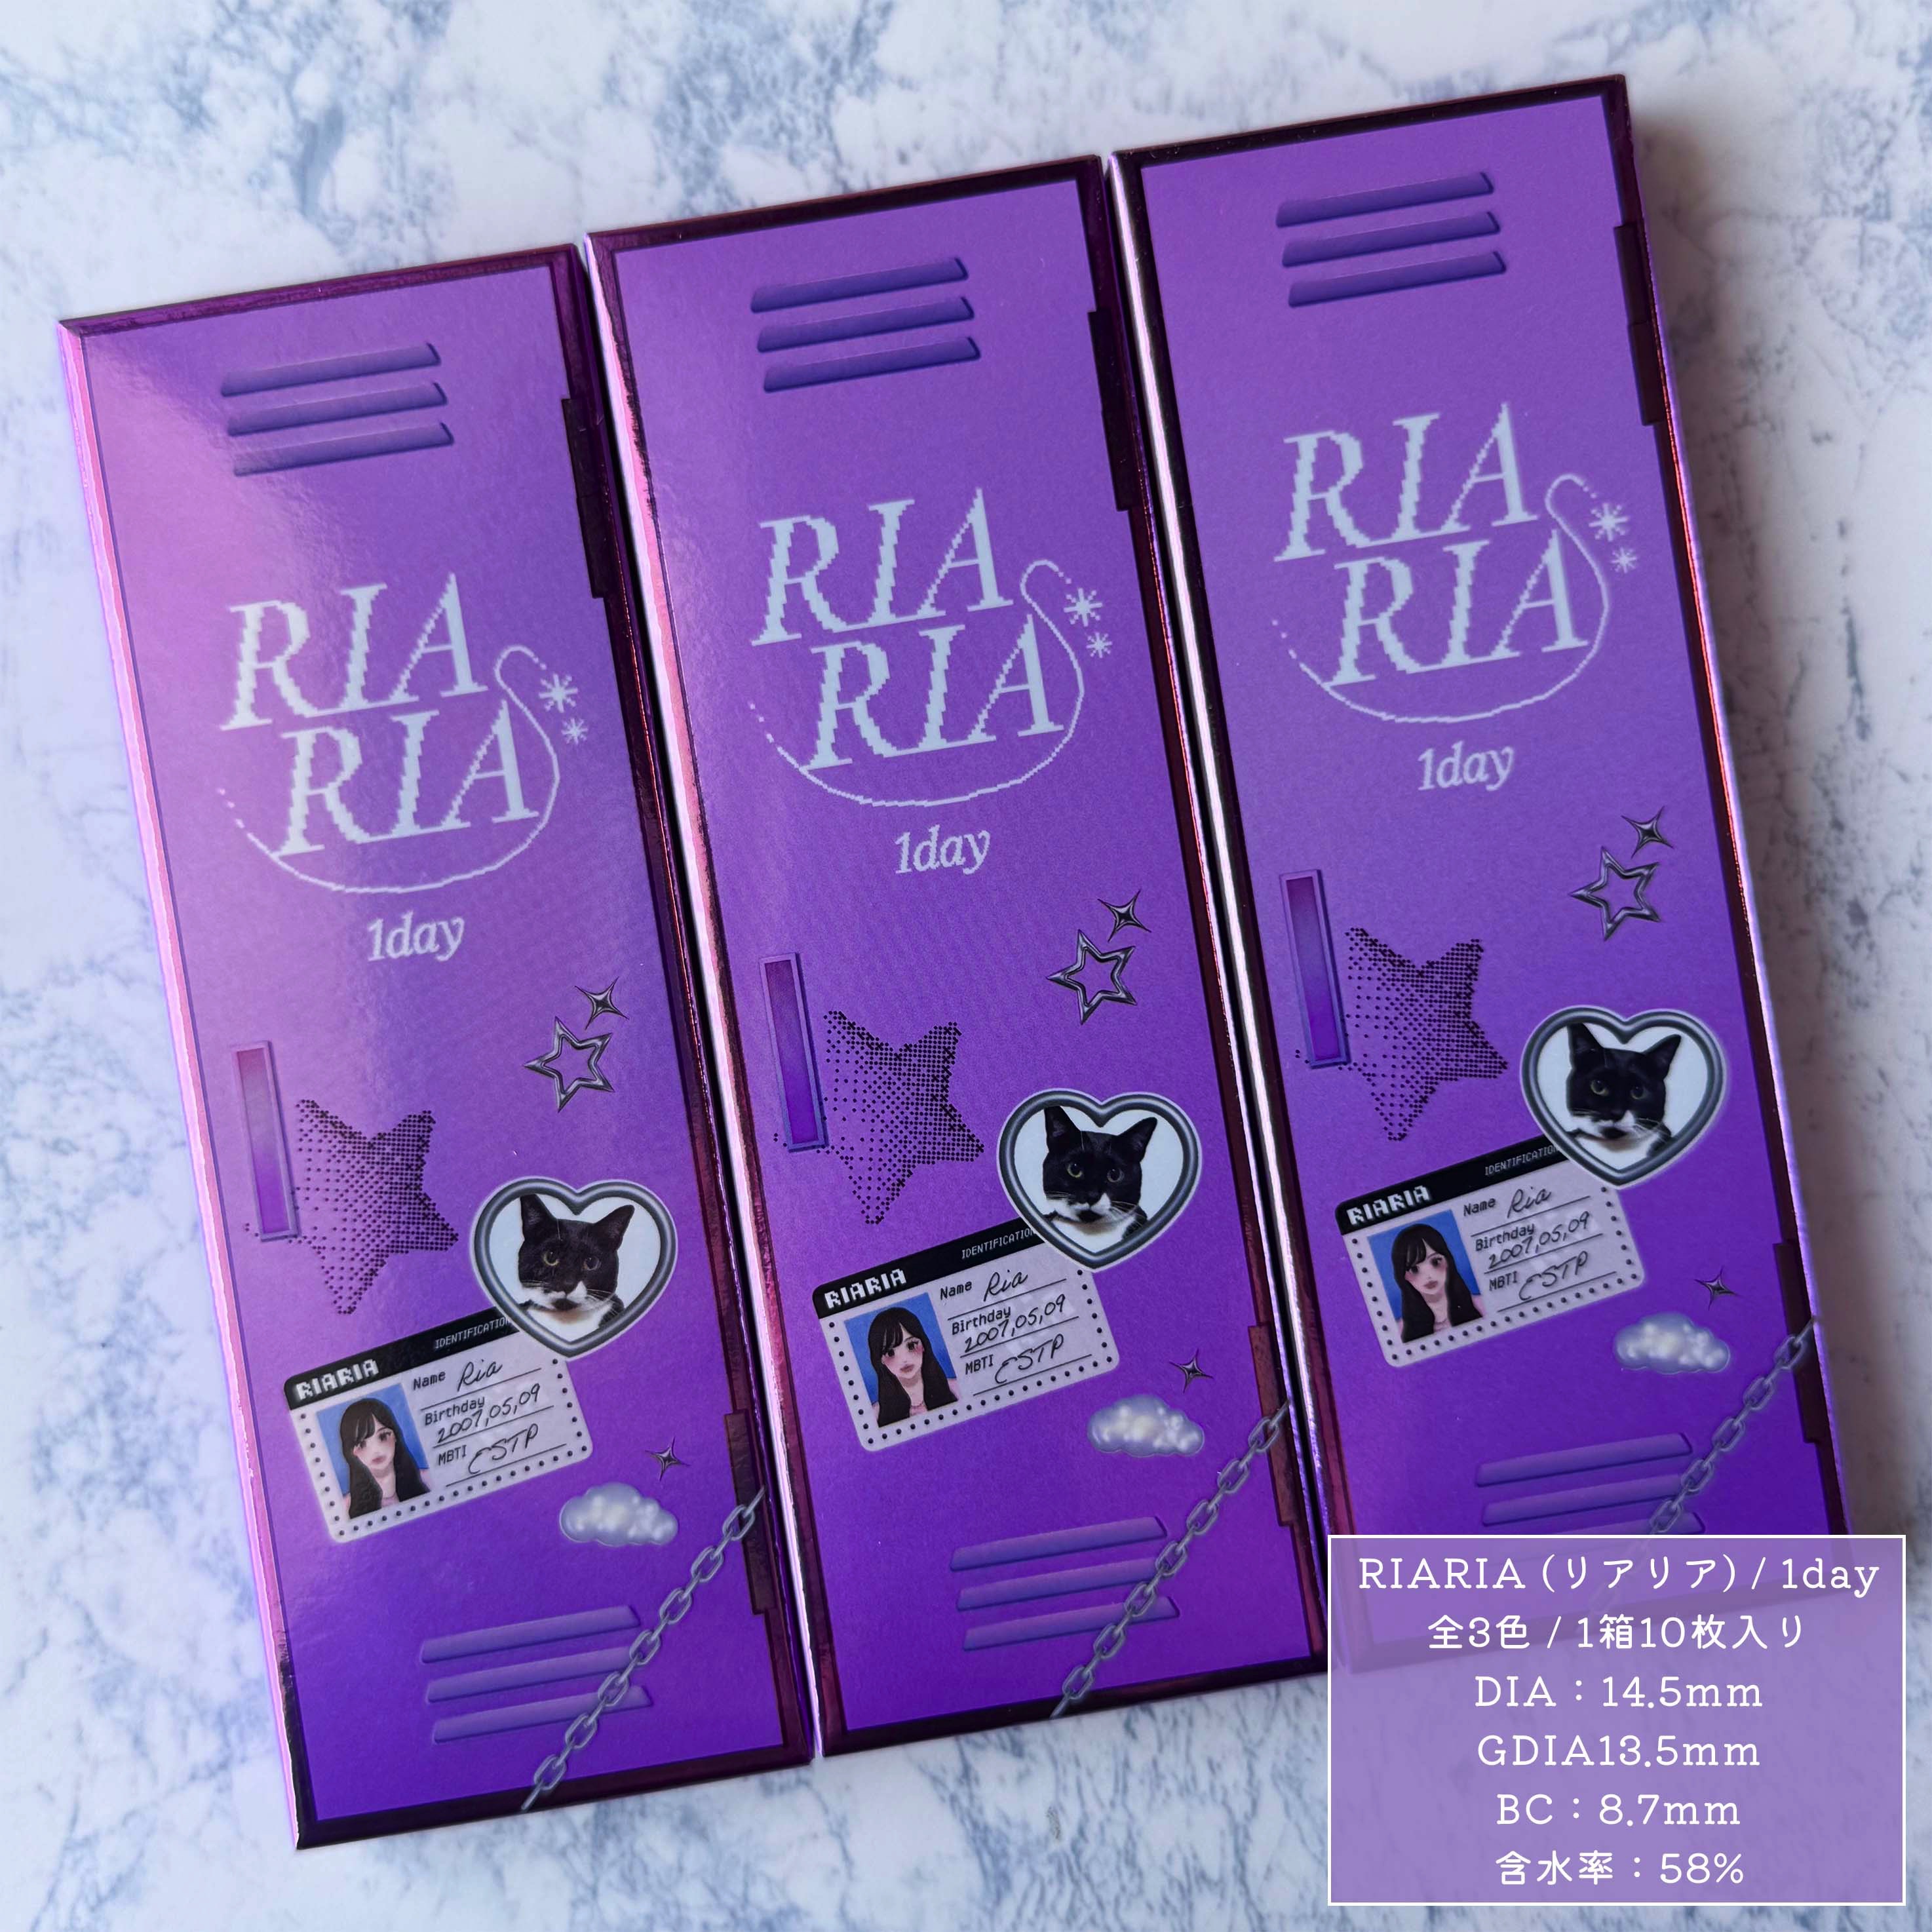 RIA
RIA
1day
IDENTIFICATION
RIARIA
Name Ria
Birthday
2007,05,09
MBTI ESTP
RIA
RIA
1day
IDENTIFICATION
RIARIA
Name Ria
Birthday
2007,05,09
MBTI ESTP
RIA
RIA
1day
IDENTIFICATION
RIARIA
Name Ria
Birthday
2007,05,09
MBTI ESTP
RIARIA (リアリア) / 1day
全3色 / 1箱10枚入り
DIA：14.5mm
GDIA13.5mm
BC：8.7mm
含水率：58%